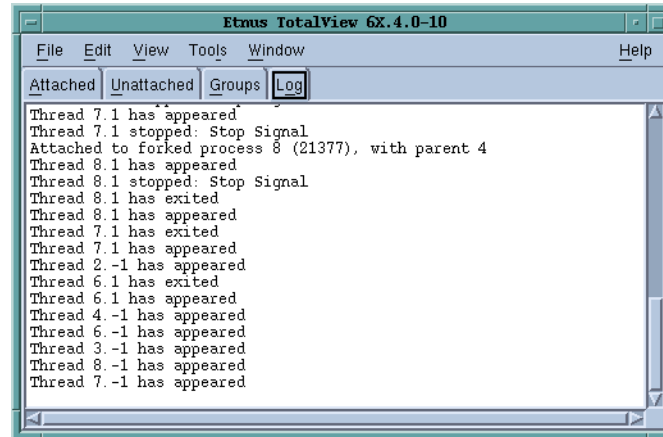 Etnus TotalView 6X.4.0-10
File Edit View Tools Window Help
Attached Unattached Groups Log
Thread 7.1 has appeared
Thread 7.1 stopped: Stop Signal
Attached to forked process 8 (21377), with parent 4
Thread 8.1 has appeared
Thread 8.1 stopped: Stop Signal
Thread 8.1 has exited
Thread 8.1 has appeared
Thread 7.1 has exited
Thread 7.1 has appeared
Thread 2.-1 has appeared
Thread 6.1 has exited
Thread 6.1 has appeared
Thread 4.-1 has appeared
Thread 6.-1 has appeared
Thread 3.-1 has appeared
Thread 8.-1 has appeared
Thread 7.-1 has appeared